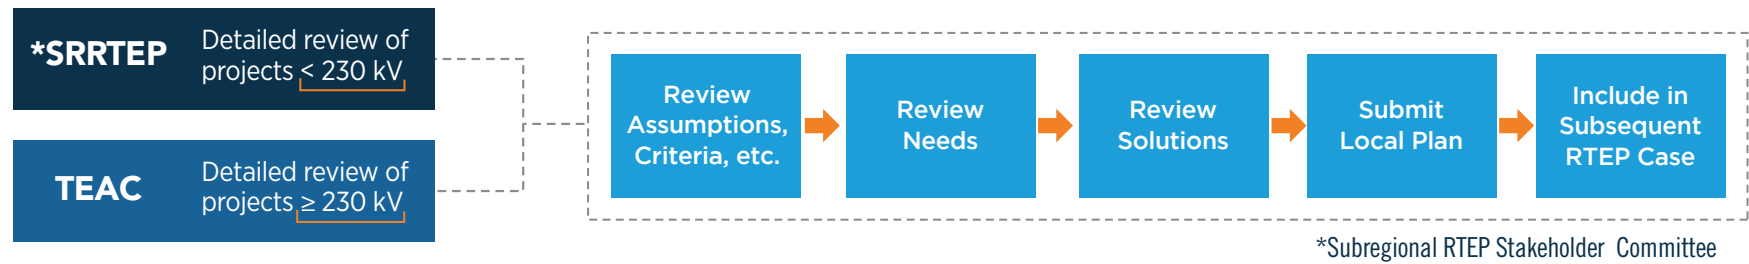 *SRRTEP
Detailed review of
projects < 230 kV
TEAC
Detailed review of
projects ≥ 230 kV
Review
Assumptions,
Criteria, etc.
Review
Needs
Review
Solutions
Submit
Local Plan
Include in
Subsequent
RTEP Case
*Subregional RTEP Stakeholder Committee